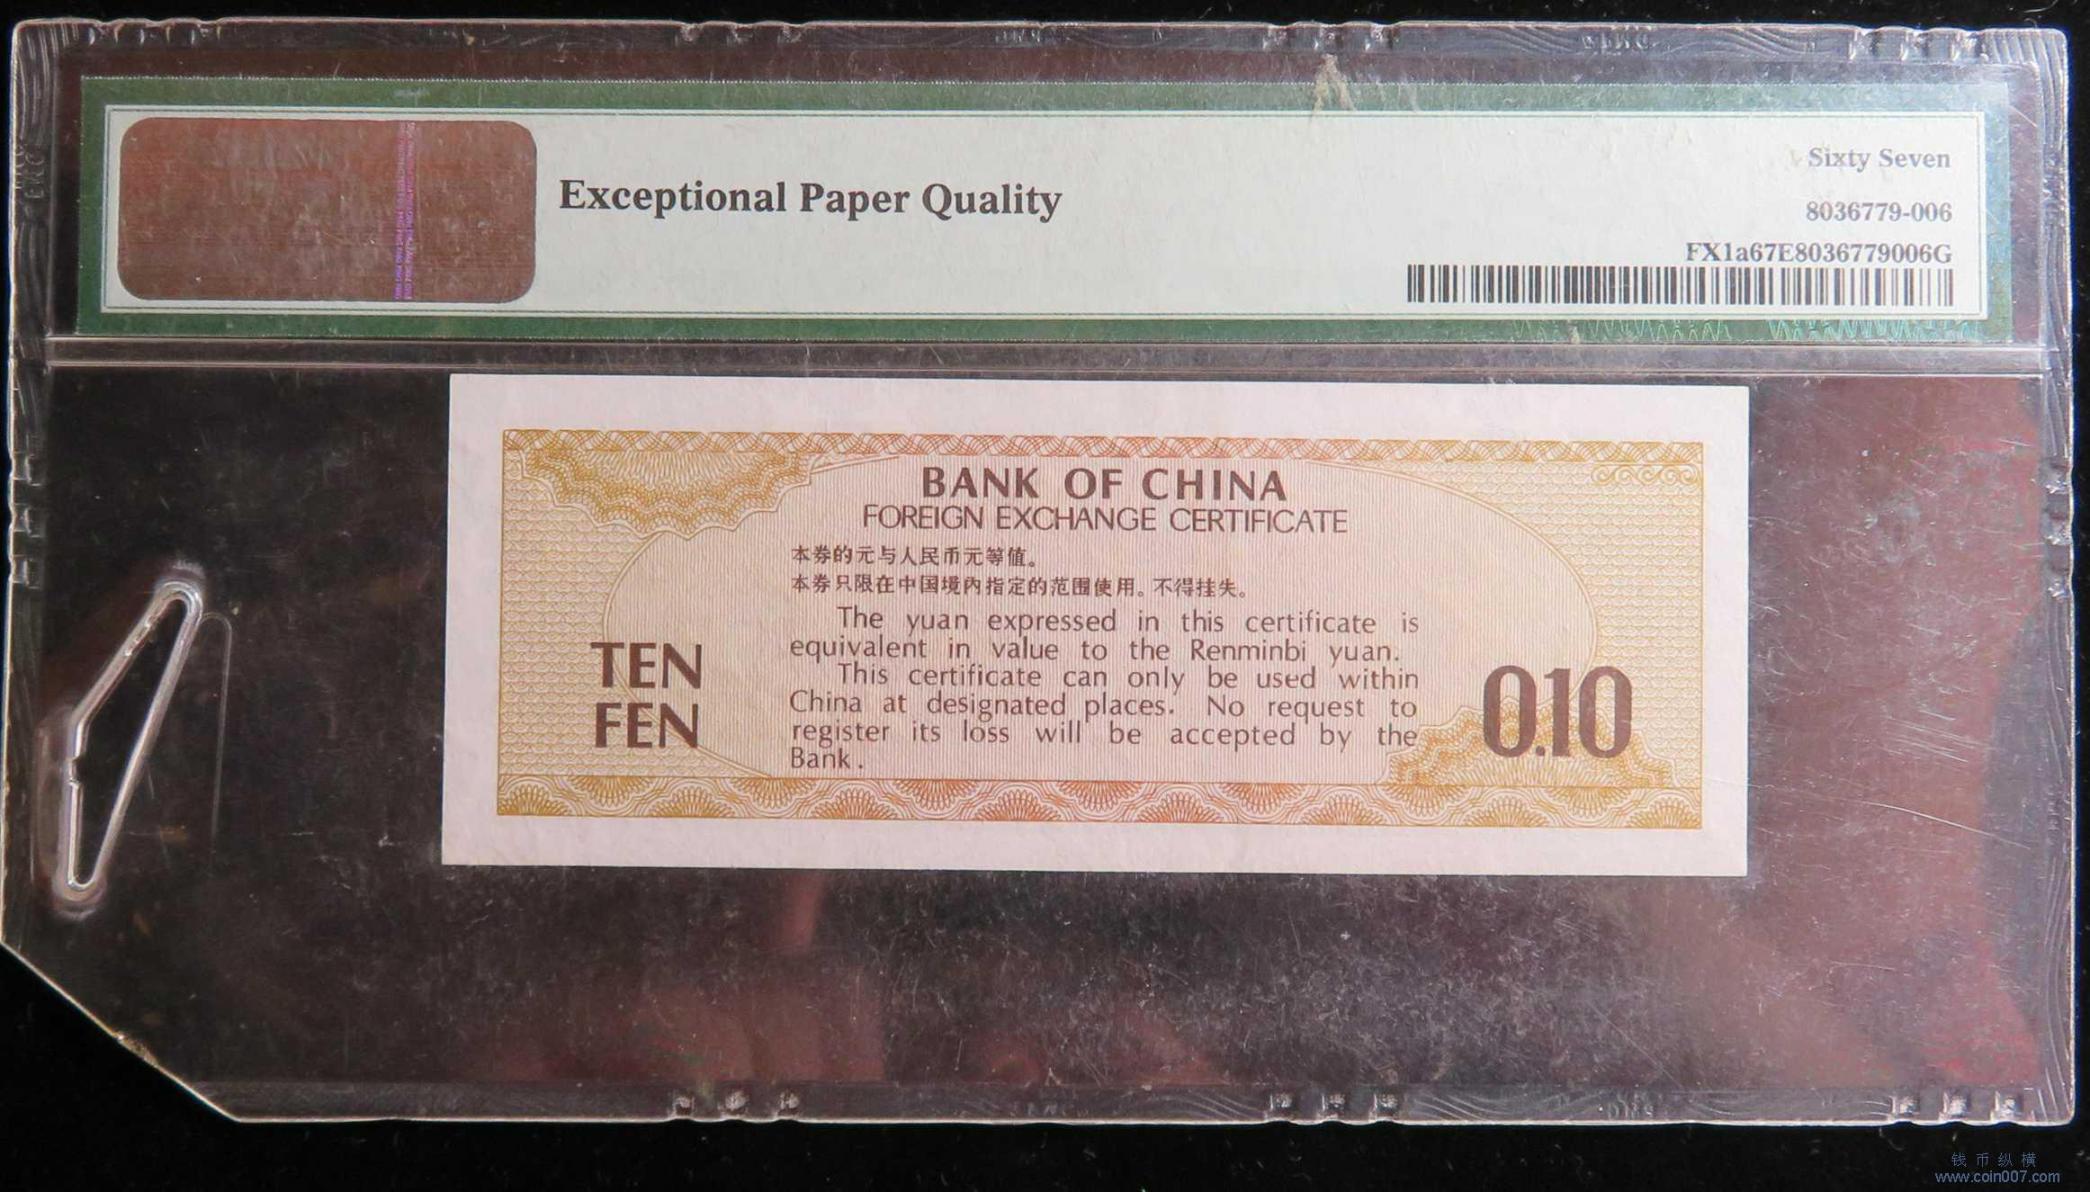 Exceptional Paper Quality
Sixty Seven
8036779-006
FX1a67E8036779006G
BANK OF CHINA
FOREIGN EXCHANGE CERTIFICATE
本券的元与人民币元等值。
本券只限在中国境内指定的范围使用。不得挂失。
The yuan expressed in this certificate is
equivalent in value to the Renminbi yuan.
This certificate can only be used within
China at designated places. No request to
register its loss will be accepted by the
Bank.
TEN
FEN
0.10
钱币纵横
www.coin007.com